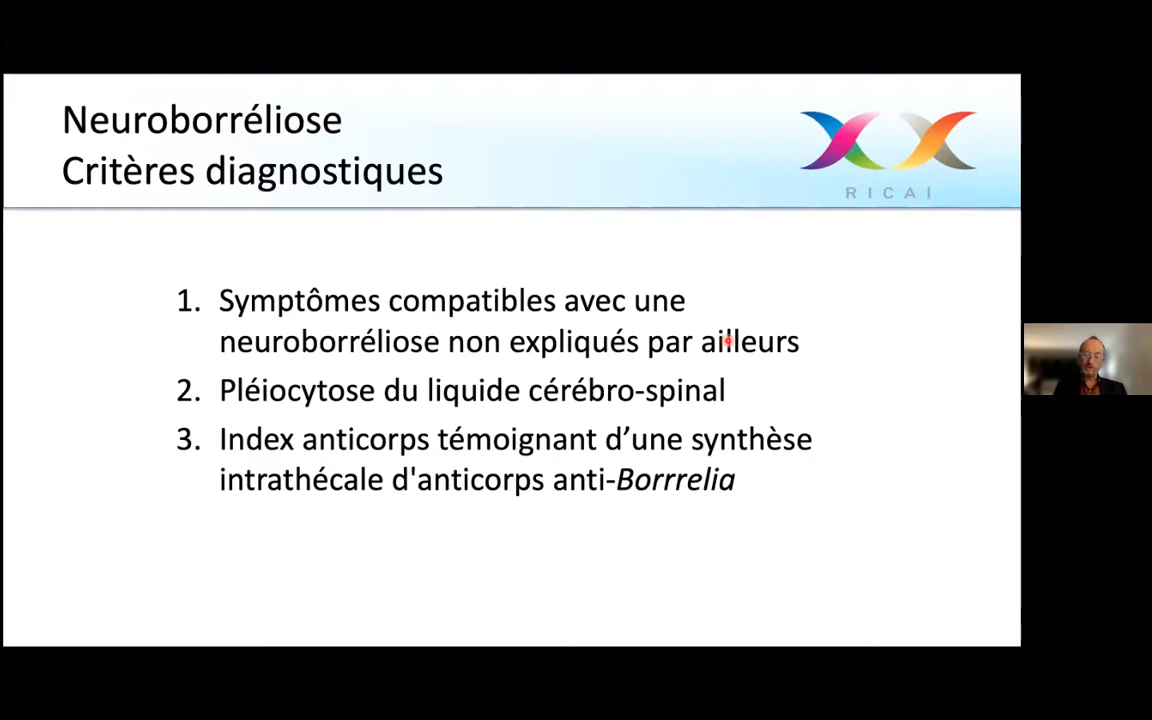 Neuroborréliose
Critères diagnostiques
RICAI
1. Symptômes compatibles avec une
neuroborréliose non expliqués par ailleurs
2. Pléiocytose du liquide cérébro-spinal
3. Index anticorps témoignant d’une synthèse
intrathécale d'anticorps anti-Borrrelia